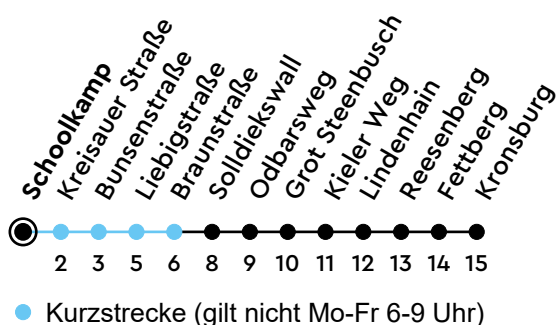 Schoolkamp
Kreisauer Straße
Bunsenstraße
Liebigstraße
Braunstraße
Solldiekswall
Odbarsweg
Grot Steenbusch
Kieler Weg
Lindenhain
Reesenberg
Fettberg
Kronsburg
2 3 5 6 8 9 10 11 12 13 14 15
Kurzstrecke (gilt nicht Mo-Fr 6-9 Uhr)